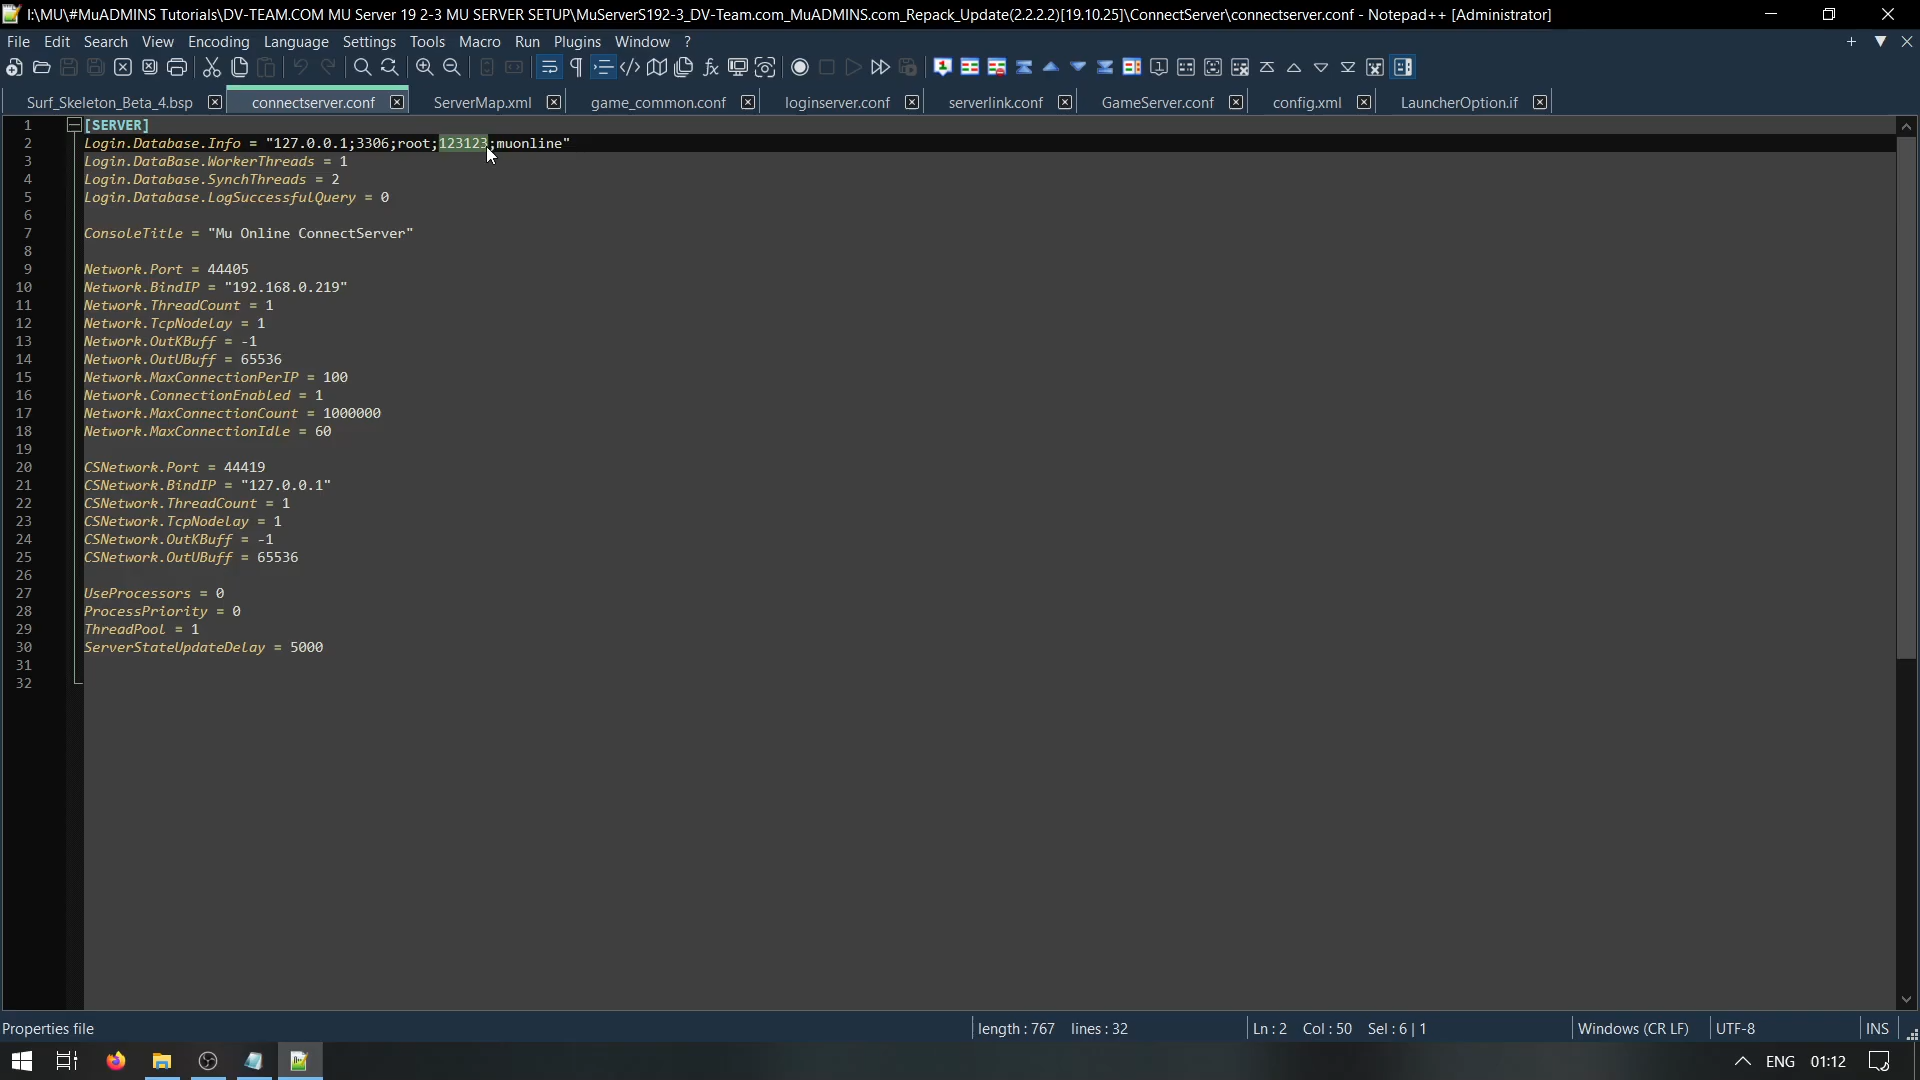 I:\MU\#MuADMINS Tutorials\DV-TEAM.COM MU Server 19 2-3 MU SERVER SETUP\MuServerS192-3_DV-Team.com_MuADMINS.com_Repack_Update(2.2.2.2)[19.10.25]\ConnectServer\connectserver.conf - Notepad++ [Administrator]
File Edit Search View Encoding Language Settings Tools Macro Run Plugins Window ?
Surf_Skeleton_Beta_4.bsp connectserver.conf ServerMap.xml game_common.conf loginserver.conf serverlink.conf GameServer.conf config.xml LauncherOption.if
1 [SERVER]
2 Login.Database.Info = "127.0.0.1;3306;root;123123;muonline"
3 Login.DataBase.WorkerThreads = 1
4 Login.Database.SynchThreads = 2
5 Login.Database.LogSuccessfulQuery = 0
6
7 ConsoleTitle = "Mu Online ConnectServer"
8
9 Network.Port = 44405
10 Network.BindIP = "192.168.0.219"
11 Network.ThreadCount = 1
12 Network.TcpNodelay = 1
13 Network.OutKBuff = -1
14 Network.OutUBuff = 65536
15 Network.MaxConnectionPerIP = 100
16 Network.ConnectionEnabled = 1
17 Network.MaxConnectionCount = 1000000
18 Network.MaxConnectionIdle = 60
19
20 CSNetwork.Port = 44419
21 CSNetwork.BindIP = "127.0.0.1"
22 CSNetwork.ThreadCount = 1
23 CSNetwork.TcpNodelay = 1
24 CSNetwork.OutKBuff = -1
25 CSNetwork.OutUBuff = 65536
26
27 UseProcessors = 0
28 ProcessPriority = 0
29 ThreadPool = 1
30 ServerStateUpdateDelay = 5000
31
32
Properties file length : 767 lines : 32 Ln : 2 Col : 50 Sel : 6 | 1 Windows (CR LF) UTF-8 INS
ENG 01:12